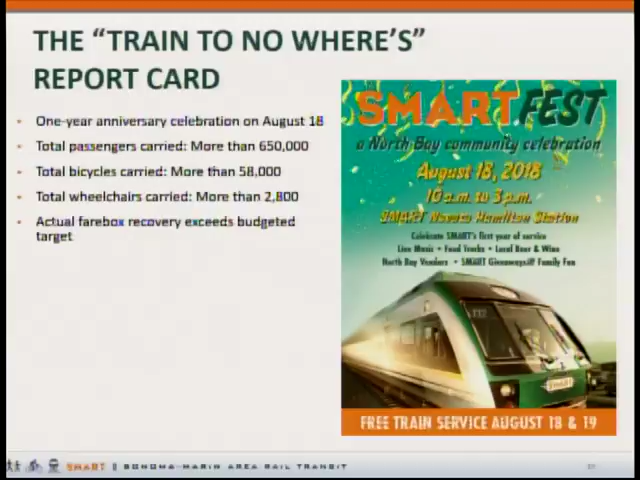 THE “TRAIN TO NO WHERE’S”
REPORT CARD
• One-year anniversary celebration on August 18
• Total passengers carried: More than 650,000
• Total bicycles carried: More than 58,000
• Total wheelchairs carried: More than 2,800
• Actual farebox recovery exceeds budgeted
target
SMARTFEST
a North Bay community celebration
August 18, 2018
10 a.m. to 3 p.m.
SMART Novato Hamilton Station
Celebrate SMART's first year of service
Live Music • Food Trucks • Local Beer & Wine
North Bay Vendors • SMART Giveaways! Family Fun
SMART
FREE TRAIN SERVICE AUGUST 18 & 19
SMART | SONOMA-MARIN AREA RAIL TRANSIT